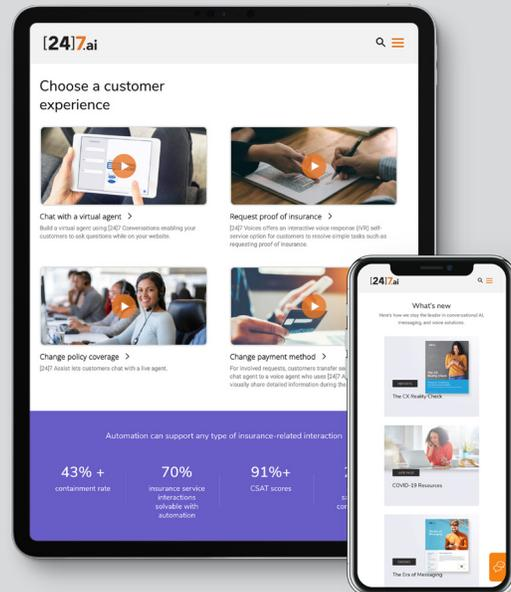 [24]7.ai
Choose a customer
experience
Chat with a virtual agent >
Build a virtual agent using [24]7 Conversations enabling your
customers to ask questions while on your website.
Request proof of insurance >
[24]7 Voices offers an interactive voice response (IVR) self-
service option for customers to resolve simple tasks such as
requesting proof of insurance.
Change policy coverage >
[24]7 Assist lets customers chat with a live agent.
Change payment method >
For involved requests, customers transfer
chat agent to a voice agent who uses [24]7
visually share detailed information during the
Automation can support any type of insurance-related interaction
43% +
containment rate
70%
insurance service
interactions
solvable with
automation
91%+
CSAT scores
[24]7.ai
What's new
Here's how we stay the leader in conversational AI,
messaging, and voice solutions.
The CX Reality Check
COVID-19 Resources
The Era of Messaging